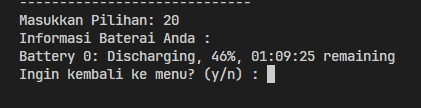 -----------------------------
Masukkan Pilihan: 20
Informasi Baterai Anda :
Battery 0: Discharging, 46%, 01:09:25 remaining
Ingin kembali ke menu? (y/n) :